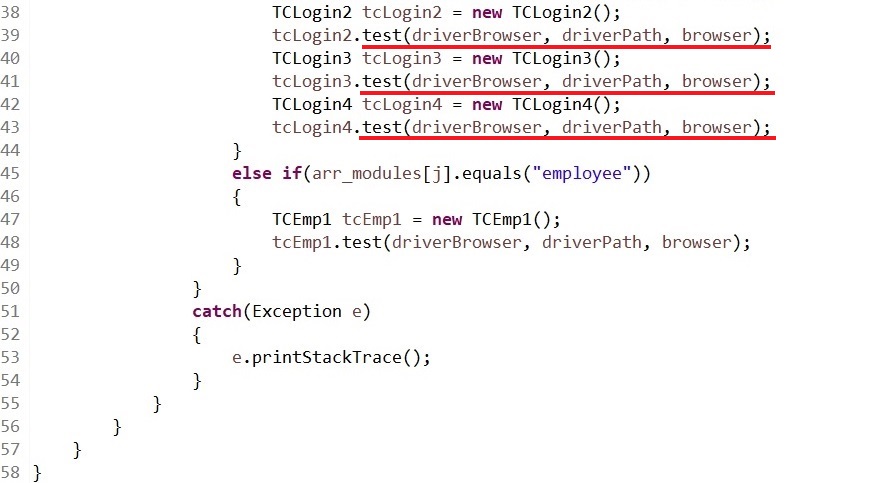 38 TCLogin2 tcLogin2 = new TCLogin2();
39 tcLogin2.test(driverBrowser, driverPath, browser);
40 TCLogin3 tcLogin3 = new TCLogin3();
41 tcLogin3.test(driverBrowser, driverPath, browser);
42 TCLogin4 tcLogin4 = new TCLogin4();
43 tcLogin4.test(driverBrowser, driverPath, browser);
44 }
45 else if(arr_modules[j].equals("employee"))
46 {
47 TCEmp1 tcEmp1 = new TCEmp1();
48 tcEmp1.test(driverBrowser, driverPath, browser);
49 }
50 }
51 catch(Exception e)
52 {
53 e.printStackTrace();
54 }
55 }
56 }
57 }
58 }